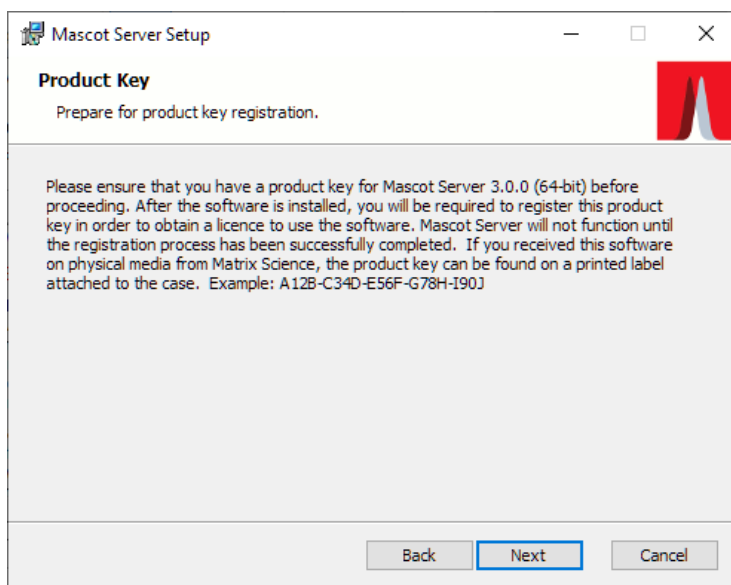 Mascot Server Setup
Product Key
Prepare for product key registration.
Please ensure that you have a product key for Mascot Server 3.0.0 (64-bit) before
proceeding. After the software is installed, you will be required to register this product
key in order to obtain a licence to use the software. Mascot Server will not function until
the registration process has been successfully completed.  If you received this software
on physical media from Matrix Science, the product key can be found on a printed label
attached to the case.  Example: A12B-C34D-E56F-G78H-I90J
Back
Next
Cancel